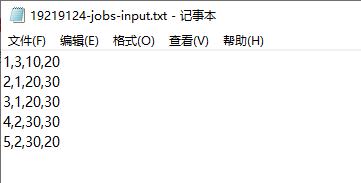 19219124-jobs-input.txt - 记事本
文件(F) 编辑(E) 格式(O) 查看(V) 帮助(H)
1,3,10,20
2,1,20,30
3,1,20,30
4,2,30,30
5,2,30,20